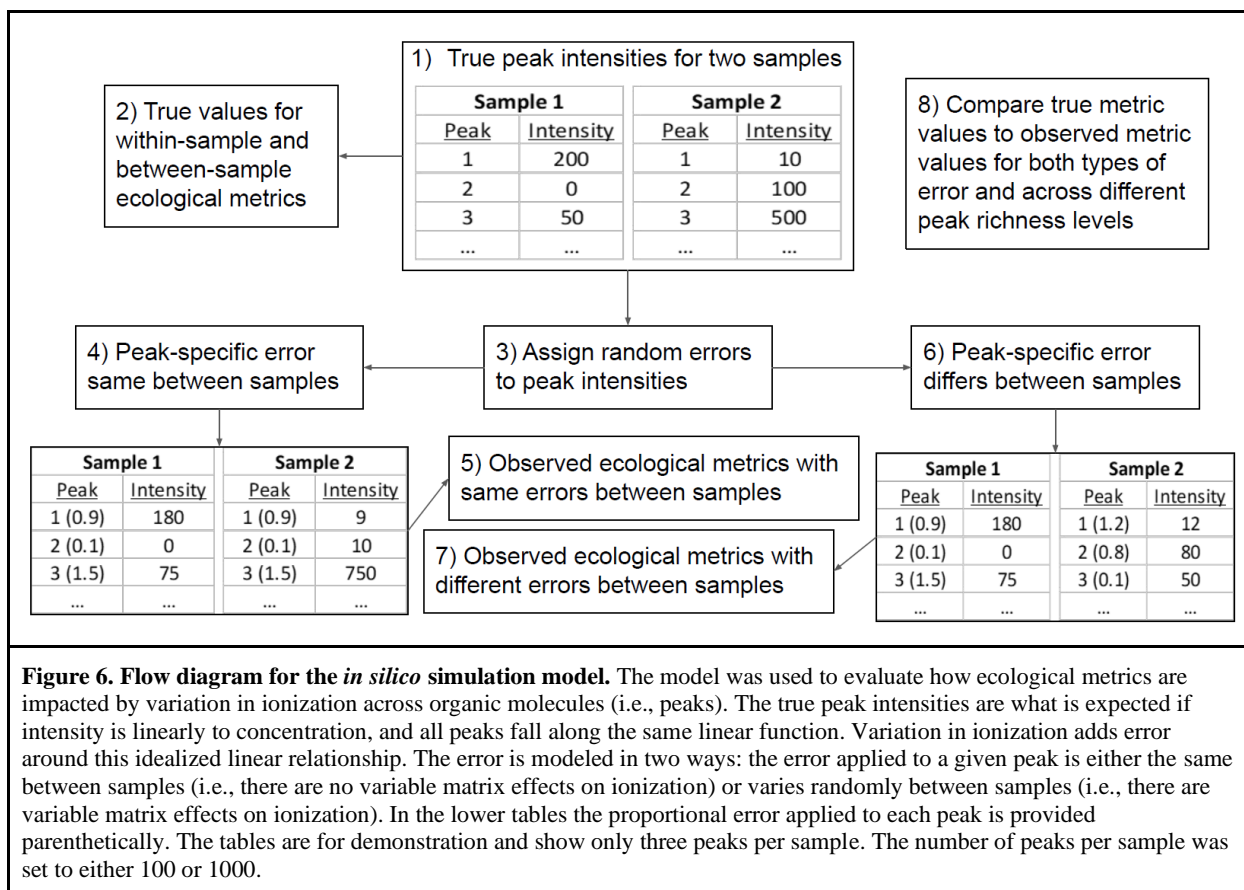 1) True peak intensities for two samples
Sample 1 Sample 2
Peak Intensity Peak Intensity
1 200 1 10
2 0 2 100
3 50 3 500
... ... ... ...
2) True values for
within-sample and
between-sample
ecological metrics
8) Compare true metric
values to observed metric
values for both types of
error and across different
peak richness levels
4) Peak-specific error
same between samples
3) Assign random errors
to peak intensities
6) Peak-specific error
differs between samples
Sample 1 Sample 2
Peak Intensity Peak Intensity
1 (0.9) 180 1 (0.9) 9
2 (0.1) 0 2 (0.1) 10
3 (1.5) 75 3 (1.5) 750
... ... ... ...
5) Observed ecological metrics with
same errors between samples
7) Observed ecological metrics with
different errors between samples
Sample 1 Sample 2
Peak Intensity Peak Intensity
1 (0.9) 180 1 (1.2) 12
2 (0.1) 0 2 (0.8) 80
3 (1.5) 75 3 (0.1) 50
... ... ... ...
Figure 6. Flow diagram for the in silico simulation model. The model was used to evaluate how ecological metrics are
impacted by variation in ionization across organic molecules (i.e., peaks). The true peak intensities are what is expected if
intensity is linearly to concentration, and all peaks fall along the same linear function. Variation in ionization adds error
around this idealized linear relationship. The error is modeled in two ways: the error applied to a given peak is either the same
between samples (i.e., there are no variable matrix effects on ionization) or varies randomly between samples (i.e., there are
variable matrix effects on ionization). In the lower tables the proportional error applied to each peak is provided
parenthetically. The tables are for demonstration and show only three peaks per sample. The number of peaks per sample was
set to either 100 or 1000.